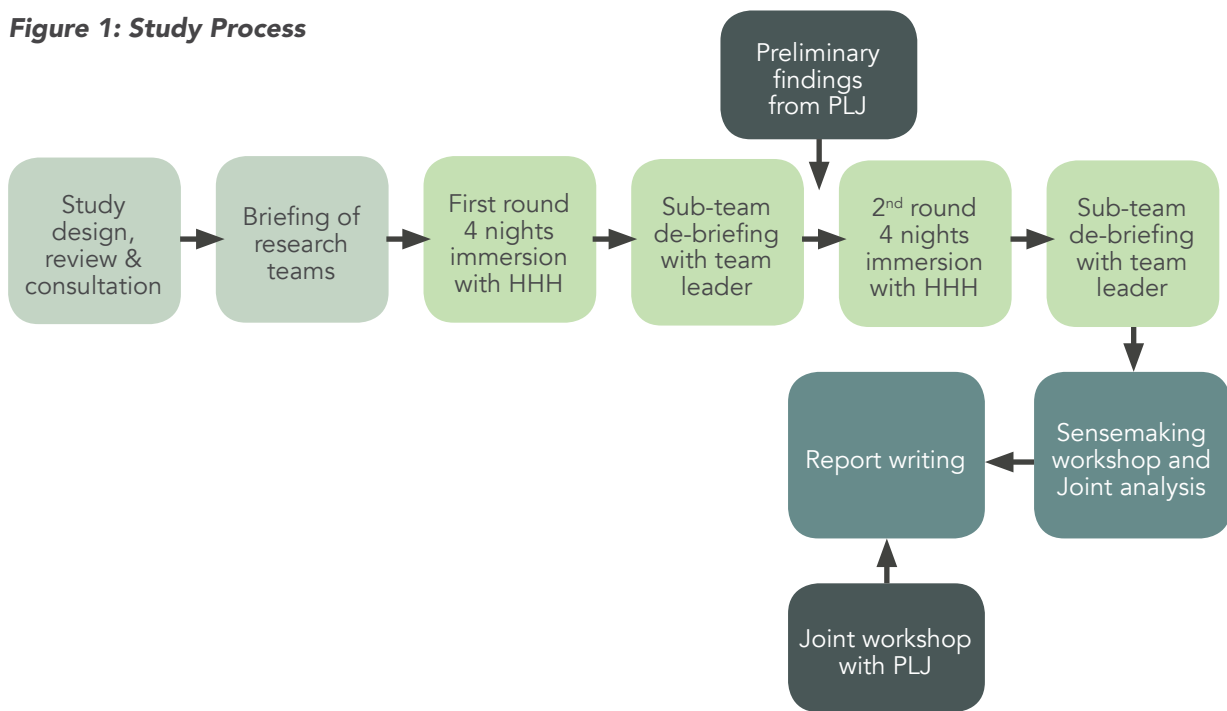 Figure 1: Study Process
Preliminary
findings
from PLJ
Study
design,
review &
consultation
Briefing of
research
teams
First round
4 nights
immersion
with HHH
Sub-team
de-briefing
with team
leader
2nd round
4 nights
immersion
with HHH
Sub-team
de-briefing
with team
leader
Report writing
Sensemaking
workshop and
Joint analysis
Joint workshop
with PLJ